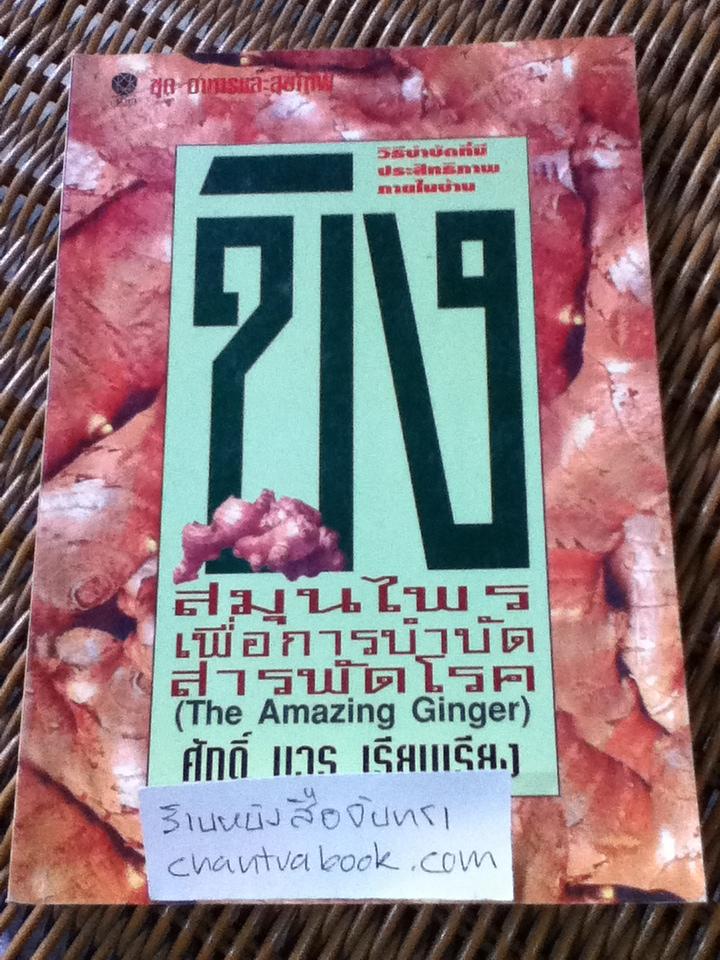 ชุด อาหารและสุขภาพ
วิธีบำบัดที่มี
ประสิทธิภาพ
ภายในบ้าน
ขิง
สมุนไพร
เพื่อการบำบัด
สารพัดโรค
(The Amazing Ginger)
ศักดิ์ บวร เรียบเรียง
ร้านหนังสือจันทรา
chantrabook.com